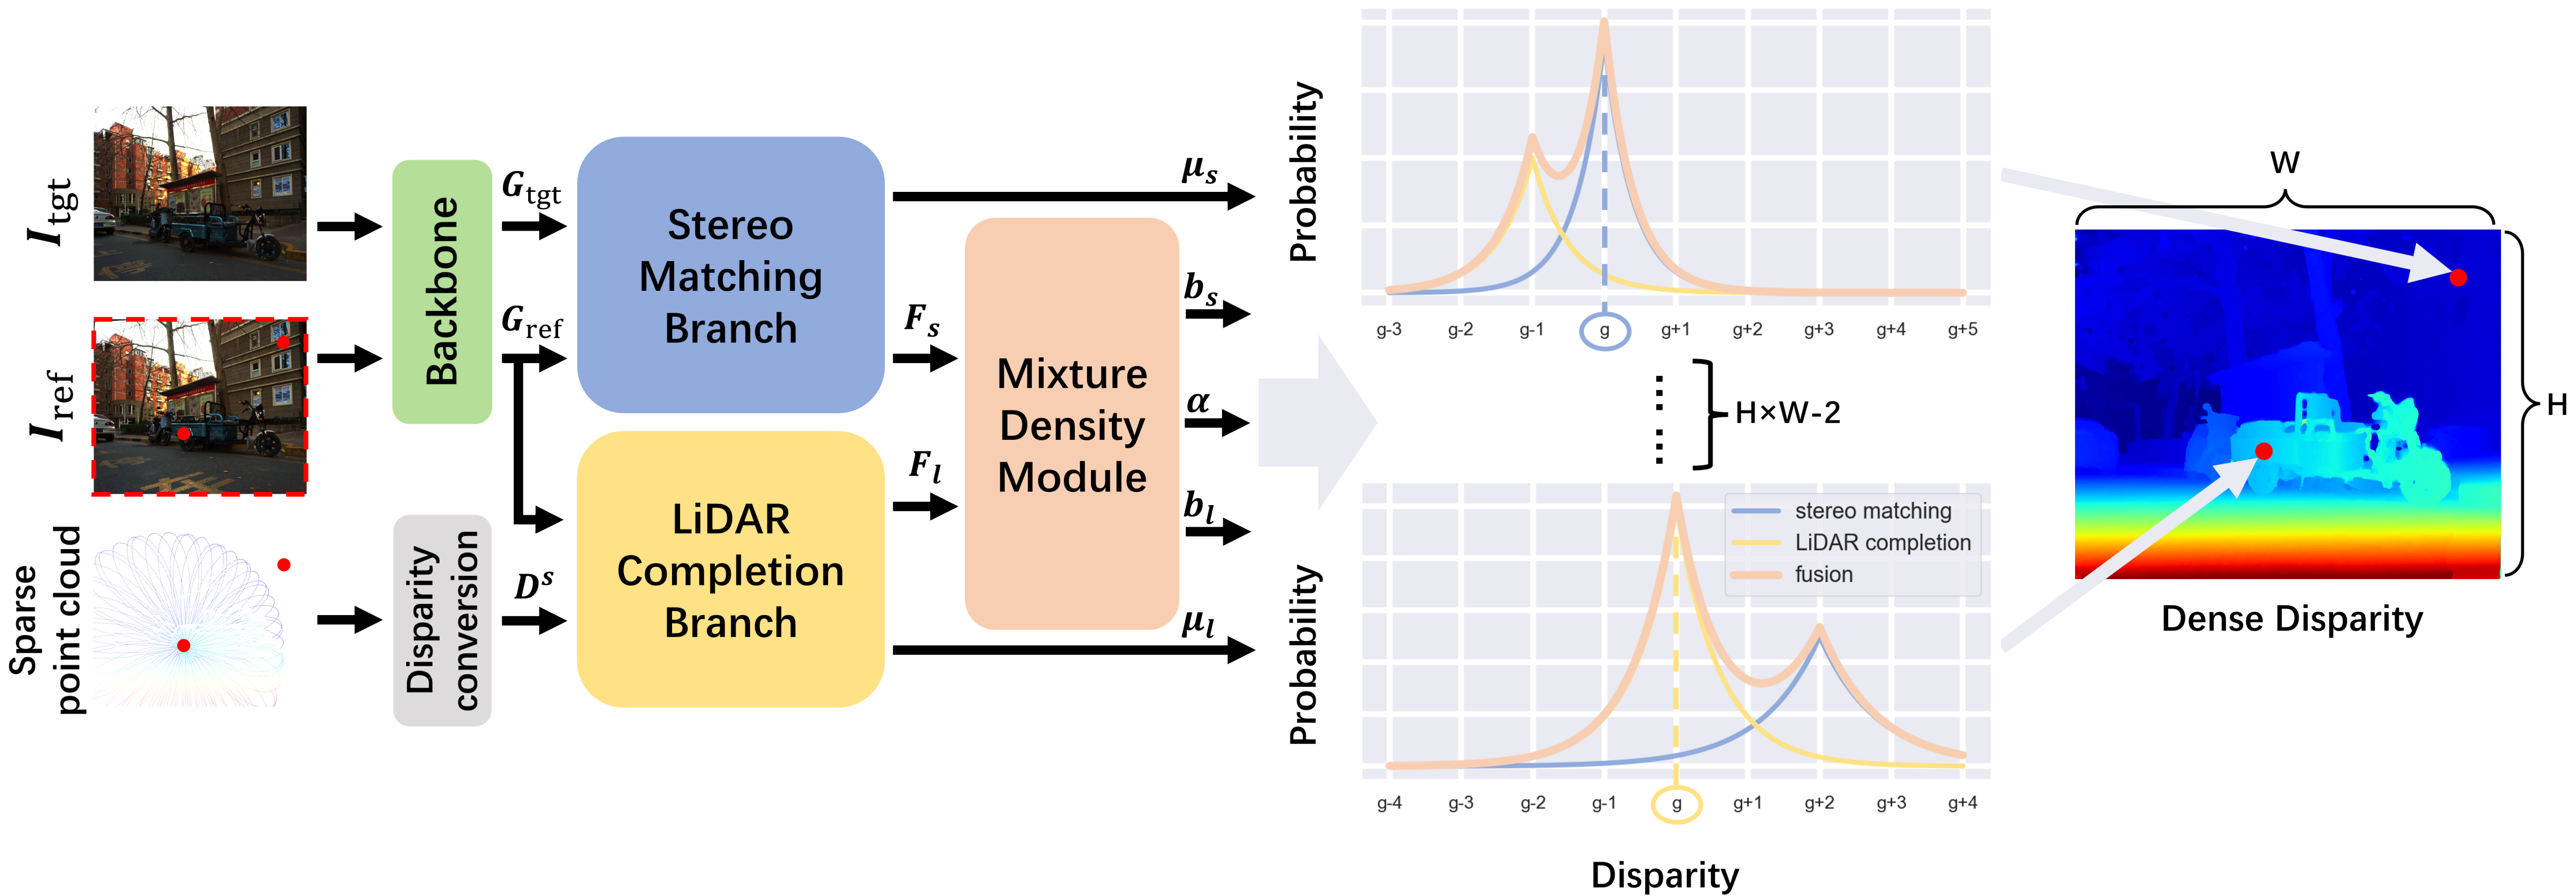 I_tgt
I_ref
Sparse
point cloud
Backbone
Disparity
conversion
G_tgt
G_ref
D^s
Stereo
Matching
Branch
LiDAR
Completion
Branch
F_s
F_l
Mixture
Density
Module
μ_s
b_s
α
b_l
μ_l
Probability
g-3 g-2 g-1 g g+1 g+2 g+3 g+4 g+5
H×W-2
Probability
stereo matching
LiDAR completion
fusion
g-4 g-3 g-2 g-1 g g+1 g+2 g+3 g+4
Disparity
W
H
Dense Disparity